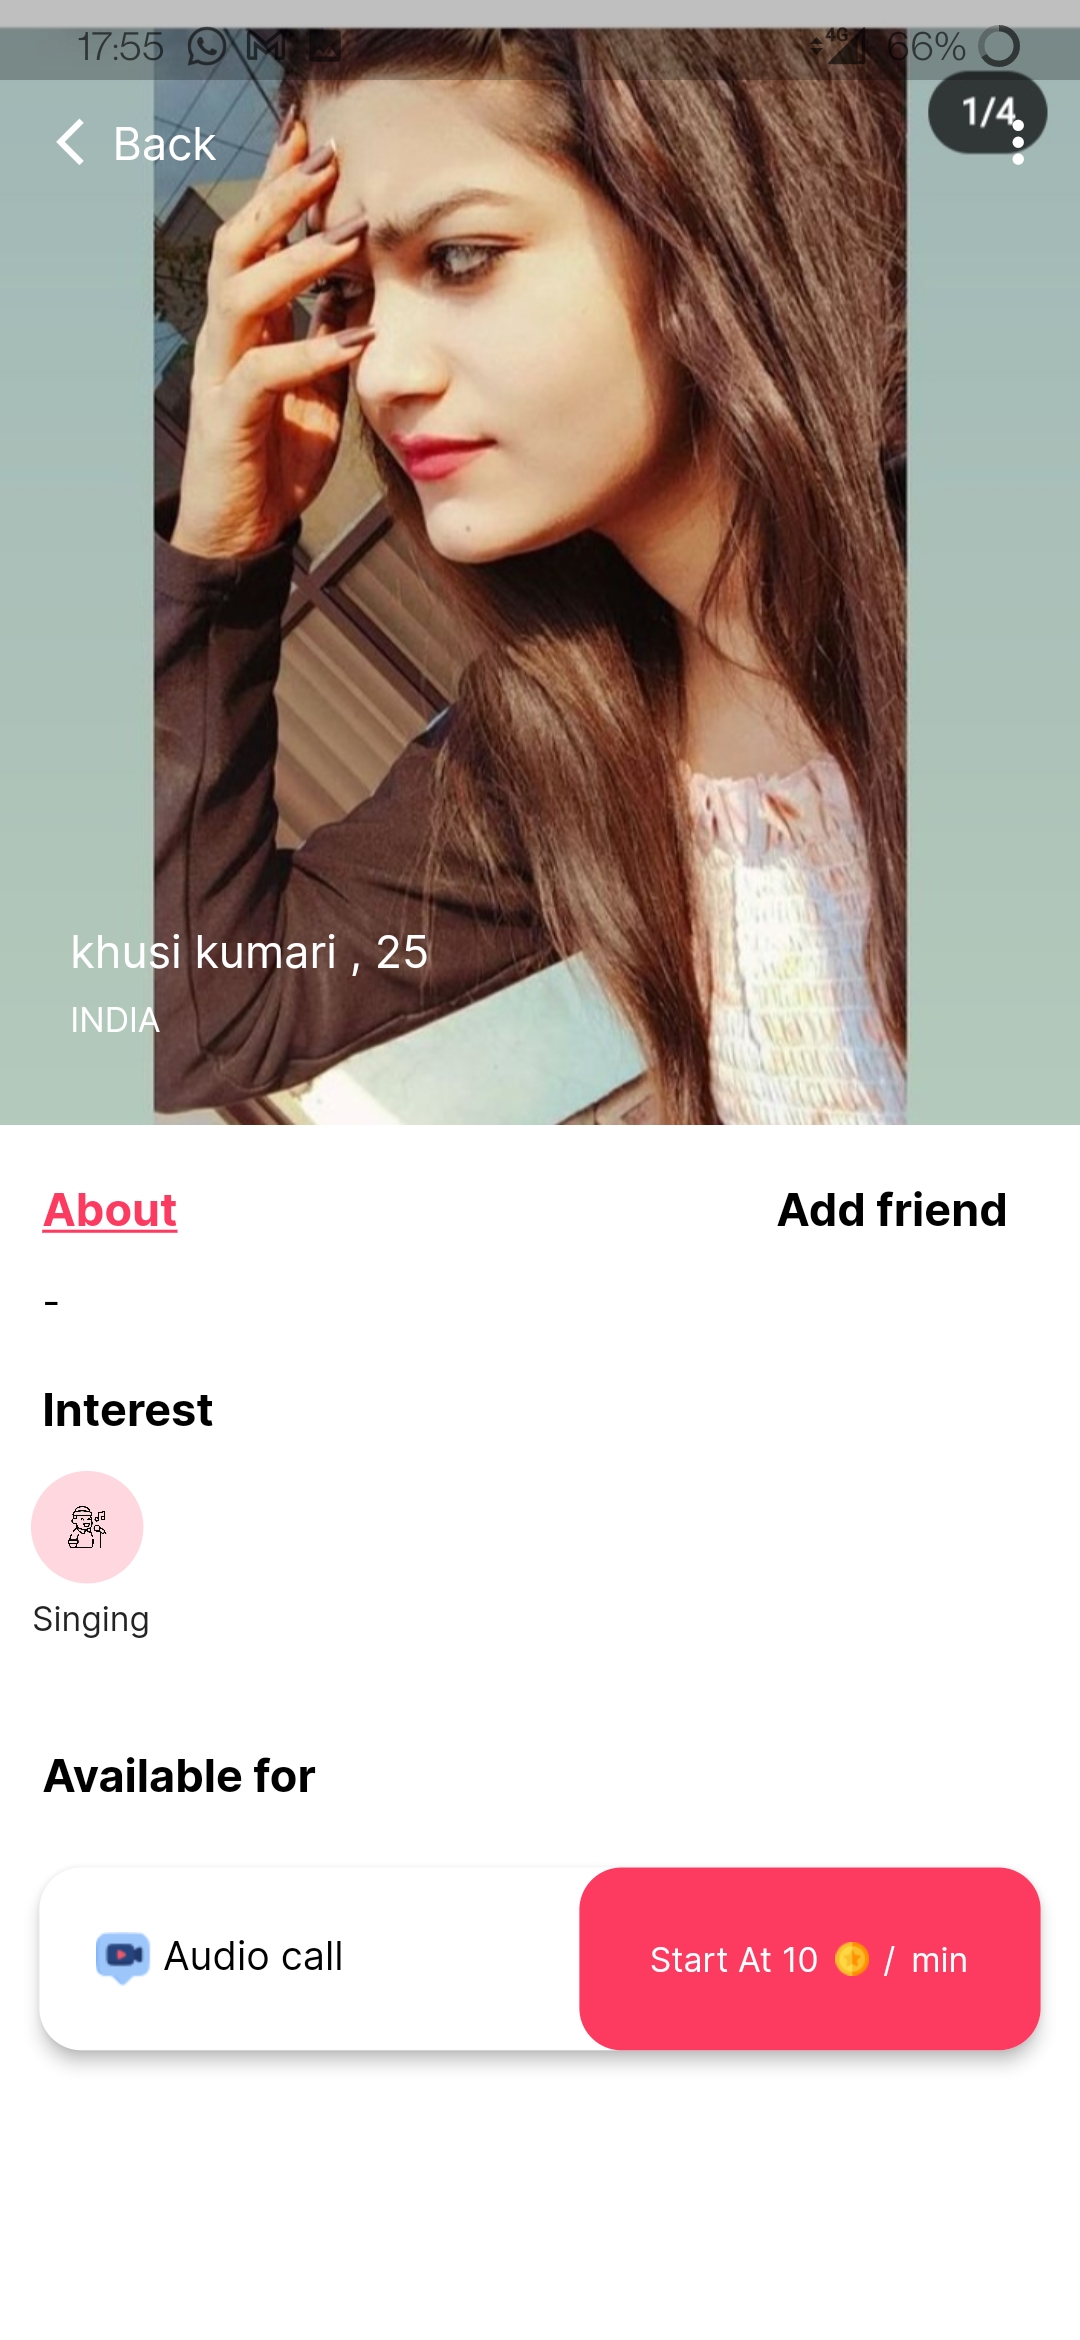 17:55 4G 66%
Back
1/4
khusi kumari , 25
INDIA
About
Add friend
-
Interest
Singing
Available for
Audio call
Start At 10 / min